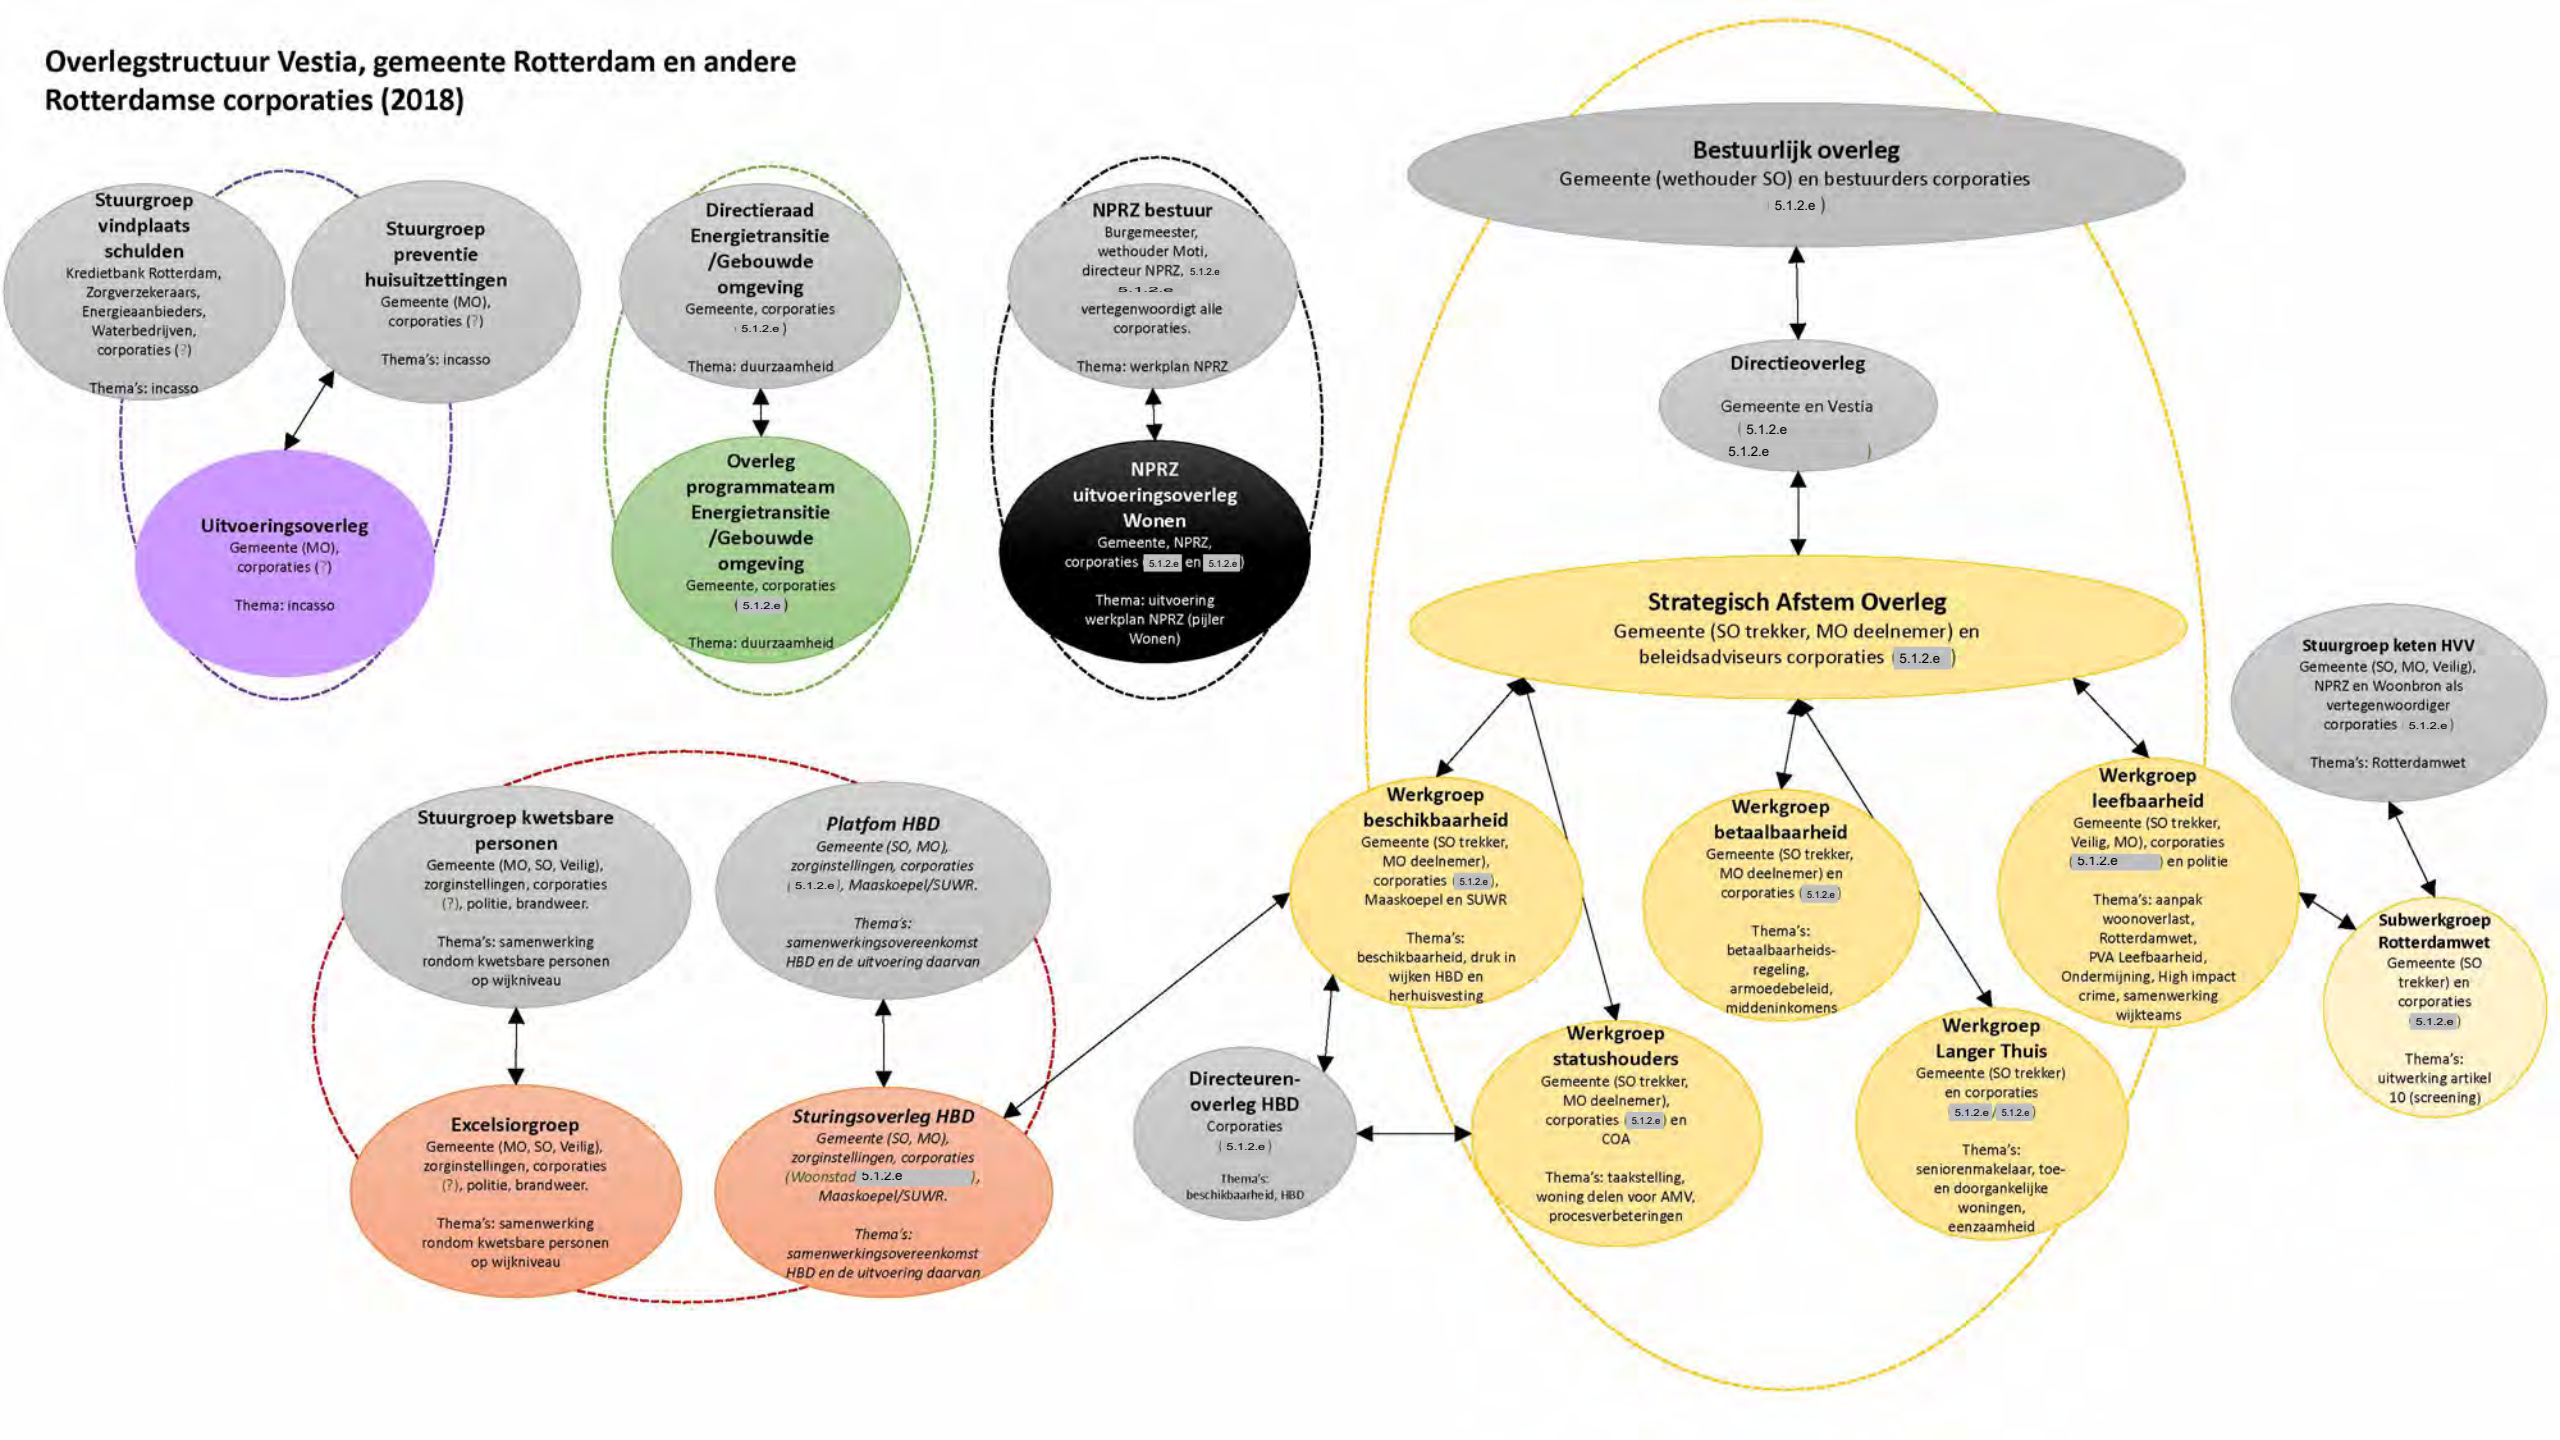 Overlegstructuur Vestia, gemeente Rotterdam en andere
Rotterdamse corporaties (2018)
Stuurgroep
vindplaats
schulden
Kredietbank Rotterdam,
Zorgverzekeraars,
Energieaanbieders,
Waterbedrijven,
corporaties (?)
Thema's: incasso
Stuurgroep
preventie
huisuitzettingen
Gemeente (MO),
corporaties (?)
Thema's: incasso
Uitvoeringsoverleg
Gemeente (MO),
corporaties (?)
Thema: incasso
Directieraad
Energietransitie
/Gebouwde
omgeving
Gemeente, corporaties
( 5.1.2.e )
Thema: duurzaamheid
Overleg
programmateam
Energietransitie
/Gebouwde
omgeving
Gemeente, corporaties
( 5.1.2.e )
Thema: duurzaamheid
NPRZ bestuur
Burgemeester,
wethouder Moti,
directeur NPRZ, 5.1.2.e
5.1.2.e
vertegenwoordigt alle
corporaties.
Thema: werkplan NPRZ
NPRZ
uitvoeringsoverleg
Wonen
Gemeente, NPRZ,
corporaties ( 5.1.2.e en 5.1.2.e )
Thema: uitvoering
werkplan NPRZ (pijler
Wonen)
Bestuurlijk overleg
Gemeente (wethouder SO) en bestuurders corporaties
( 5.1.2.e )
Directieoverleg
Gemeente en Vestia
( 5.1.2.e
5.1.2.e )
Strategisch Afstem Overleg
Gemeente (SO trekker, MO deelnemer) en
beleidsadviseurs corporaties ( 5.1.2.e )
Stuurgroep keten HVV
Gemeente (SO, MO, Veilig),
NPRZ en Woonbron als
vertegenwoordiger
corporaties ( 5.1.2.e )
Thema's: Rotterdamwet
Stuurgroep kwetsbare
personen
Gemeente (MO, SO, Veilig),
zorginstellingen, corporaties
(?), politie, brandweer.
Thema's: samenwerking
rondom kwetsbare personen
op wijkniveau
Platfom HBD
Gemeente (SO, MO),
zorginstellingen, corporaties
( 5.1.2.e ), Maaskoepel/SUWR.
Thema's:
samenwerkingsovereenkomst
HBD en de uitvoering daarvan
Excelsiorgroep
Gemeente (MO, SO, Veilig),
zorginstellingen, corporaties
(?), politie, brandweer.
Thema's: samenwerking
rondom kwetsbare personen
op wijkniveau
Sturingsoverleg HBD
Gemeente (SO, MO),
zorginstellingen, corporaties
(Woonstad 5.1.2.e ),
Maaskoepel/SUWR.
Thema's:
samenwerkingsovereenkomst
HBD en de uitvoering daarvan
Werkgroep
beschikbaarheid
Gemeente (SO trekker,
MO deelnemer),
corporaties ( 5.1.2.e ),
Maaskoepel en SUWR
Thema's:
beschikbaarheid, druk in
wijken HBD en
herhuisvesting
Directeuren-
overleg HBD
Corporaties
( 5.1.2.e )
Thema's:
beschikbaarheid, HBD
Werkgroep
statushouders
Gemeente (SO trekker,
MO deelnemer),
corporaties ( 5.1.2.e ) en
COA
Thema's: taakstelling,
woning delen voor AMV,
procesverbeteringen
Werkgroep
betaalbaarheid
Gemeente (SO trekker,
MO deelnemer) en
corporaties ( 5.1.2.e )
Thema's:
betaalbaarheids-
regeling,
armoedebeleid,
middeninkomens
Werkgroep
Langer Thuis
Gemeente (SO trekker)
en corporaties
5.1.2.e / 5.1.2.e )
Thema's:
seniorenmakelaar, toe-
en doorgankelijke
woningen,
eenzaamheid
Werkgroep
leefbaarheid
Gemeente (SO trekker,
Veilig, MO), corporaties
( 5.1.2.e ) en politie
Thema's: aanpak
woonoverlast,
Rotterdamwet,
PVA Leefbaarheid,
Ondermijning, High impact
crime, samenwerking
wijkteams
Subwerkgroep
Rotterdamwet
Gemeente (SO
trekker) en
corporaties
( 5.1.2.e )
Thema's:
uitwerking artikel
10 (screening)